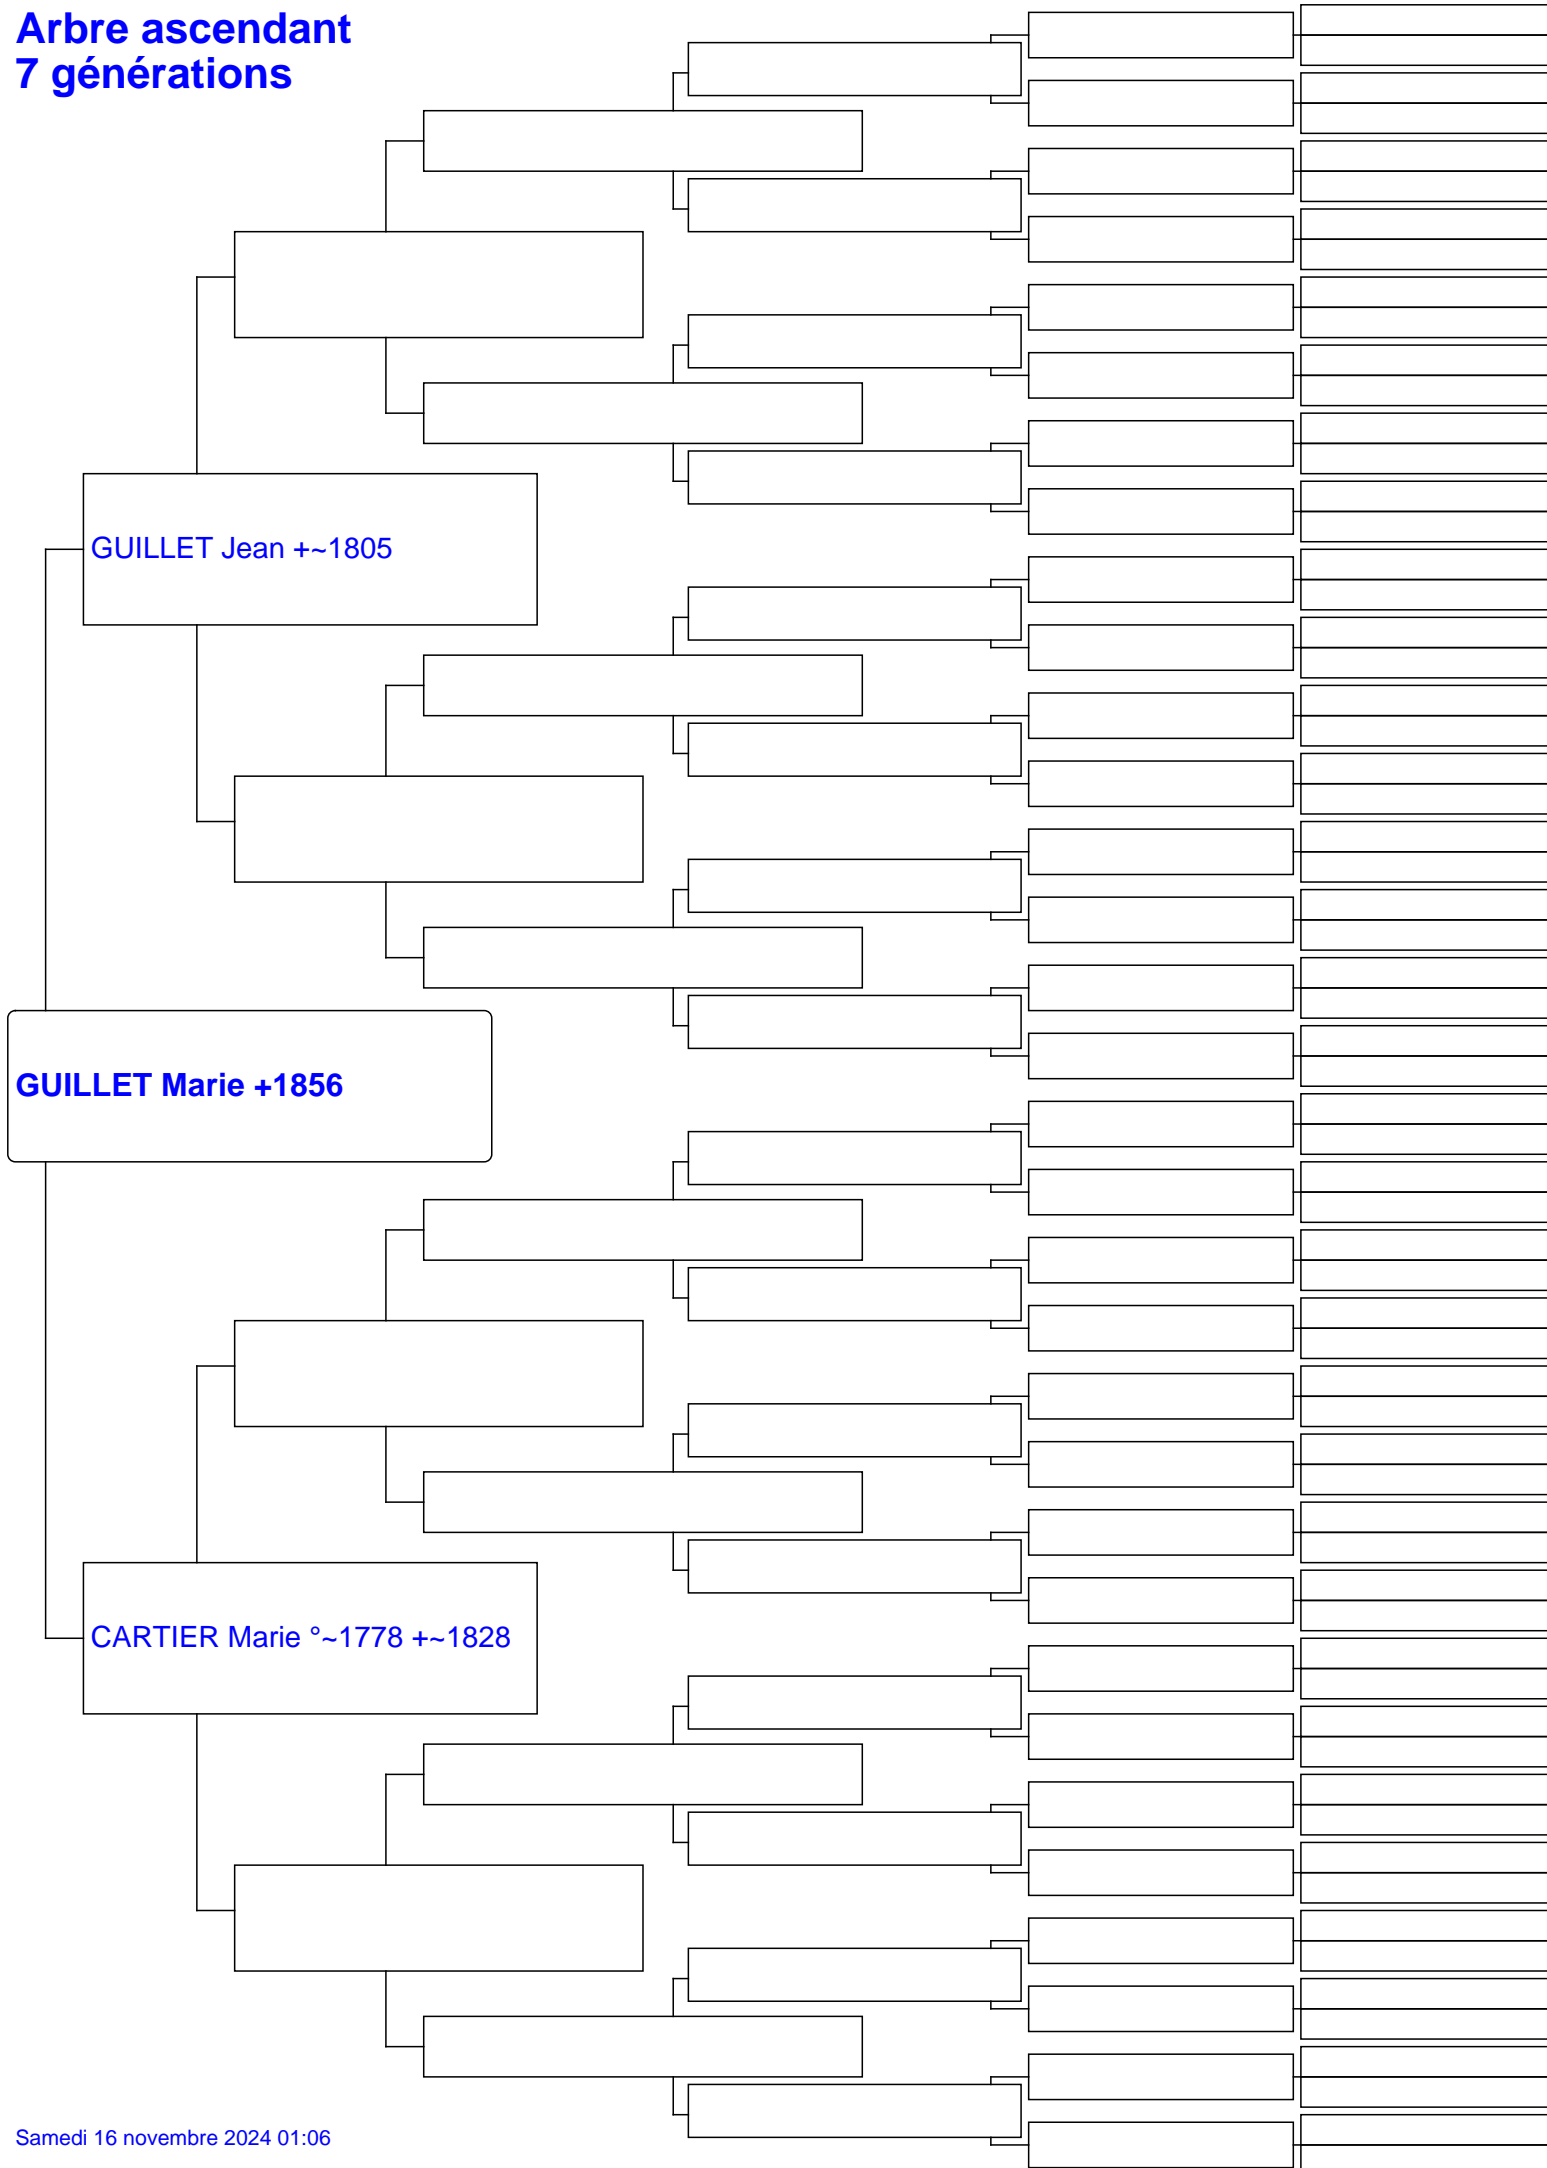 Arbre ascendant
7 générations
GUILLET Jean +~1805
GUILLET Marie +1856
CARTIER Marie °~1778 +~1828
Samedi 16 novembre 2024 01:06